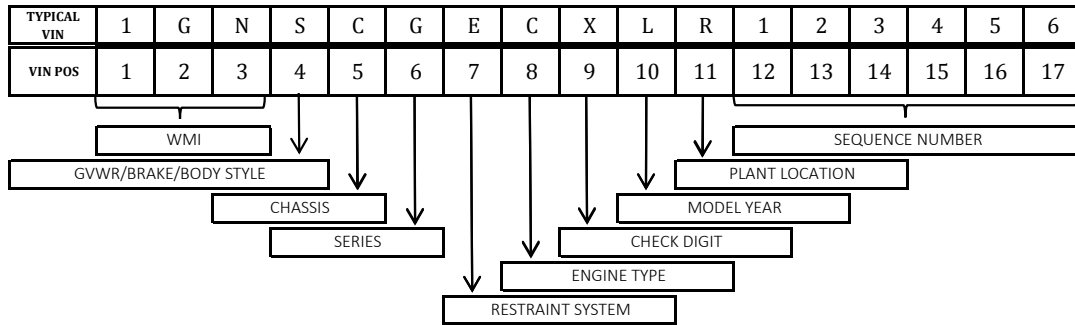 TYPICAL VIN 1 G N S C G E C X L R 1 2 3 4 5 6
VIN POS 1 2 3 4 5 6 7 8 9 10 11 12 13 14 15 16 17
WMI SEQUENCE NUMBER
GVWR/BRAKE/BODY STYLE PLANT LOCATION
CHASSIS MODEL YEAR
SERIES CHECK DIGIT
ENGINE TYPE
RESTRAINT SYSTEM